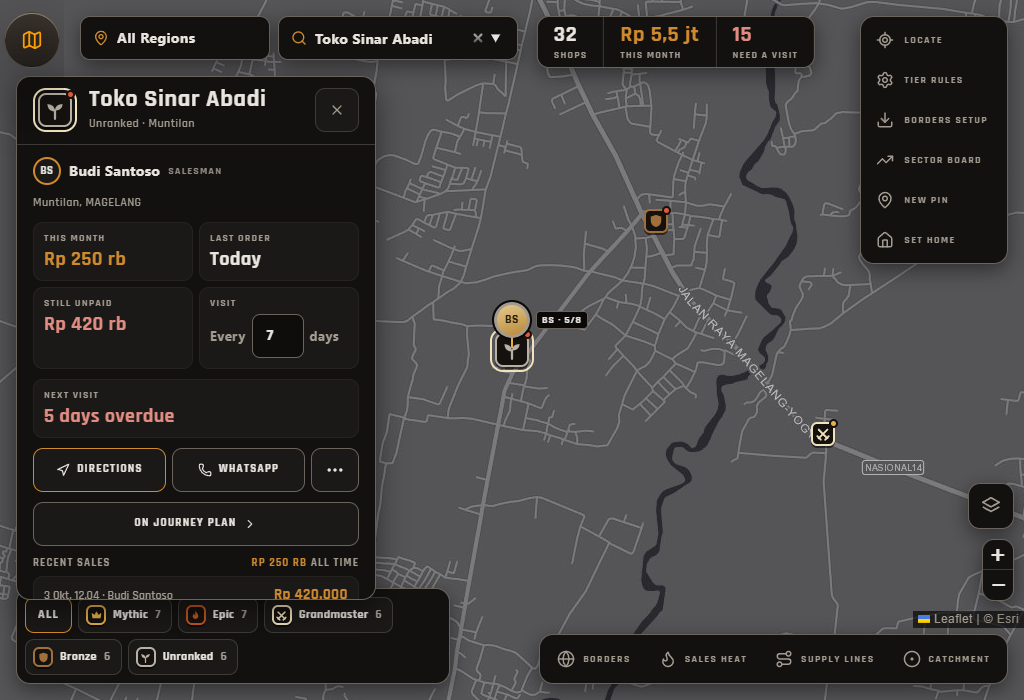 All Regions
Toko Sinar Abadi
32
SHOPS
Rp 5,5 jt
THIS MONTH
15
NEED A VISIT
LOCATE
TIER RULES
BORDERS SETUP
SECTOR BOARD
NEW PIN
SET HOME
Toko Sinar Abadi
Unranked · Muntilan
BS
Budi Santoso SALESMAN
Muntilan, MAGELANG
THIS MONTH
Rp 250 rb
LAST ORDER
Today
STILL UNPAID
Rp 420 rb
VISIT
Every 7 days
NEXT VISIT
5 days overdue
DIRECTIONS
WHATSAPP
ON JOURNEY PLAN
RECENT SALES
RP 250 RB ALL TIME
3 Okt, 12.04 · Budi Santoso
Rp 420.000
ALL
Mythic 7
Epic 7
Grandmaster 6
Bronze 6
Unranked 6
BS
BS · 5/8
JALAN RAYA MAGELANG-YOG
NASIONAL14
+
−
Leaflet | © Esri
BORDERS
SALES HEAT
SUPPLY LINES
CATCHMENT